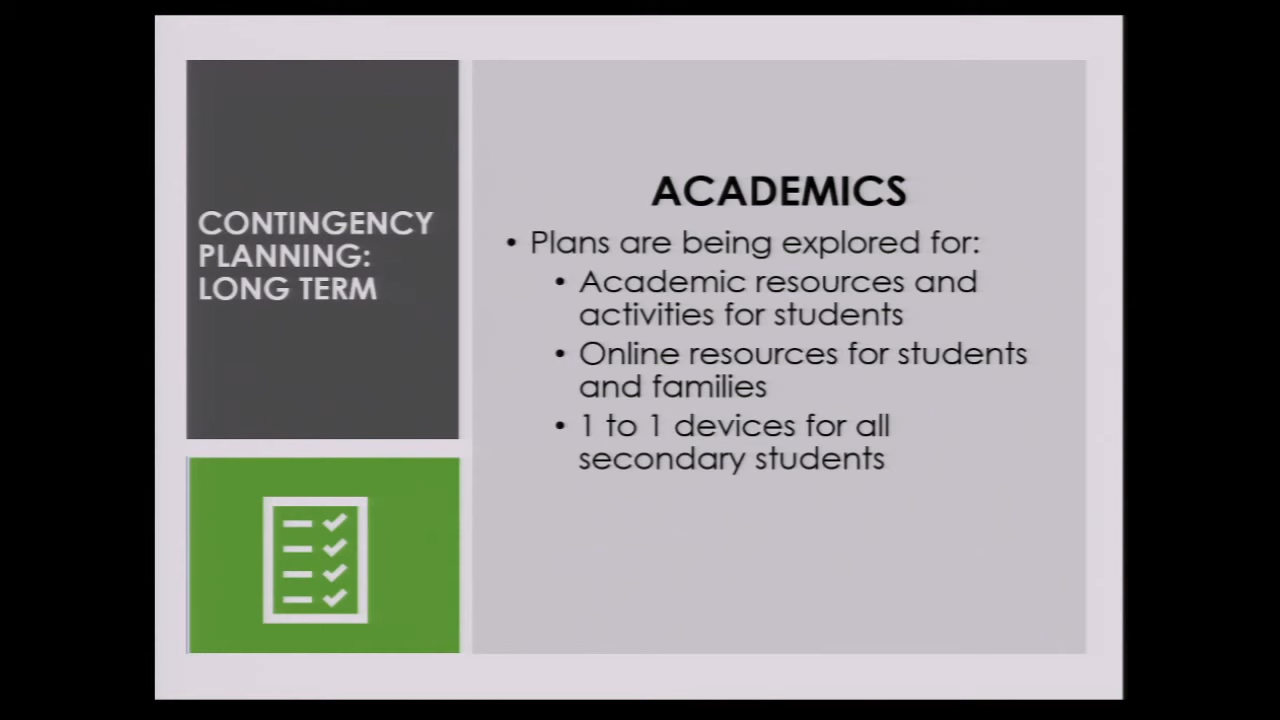 CONTINGENCY
PLANNING:
LONG TERM
ACADEMICS
• Plans are being explored for:
• Academic resources and
activities for students
• Online resources for students
and families
• 1 to 1 devices for all
secondary students